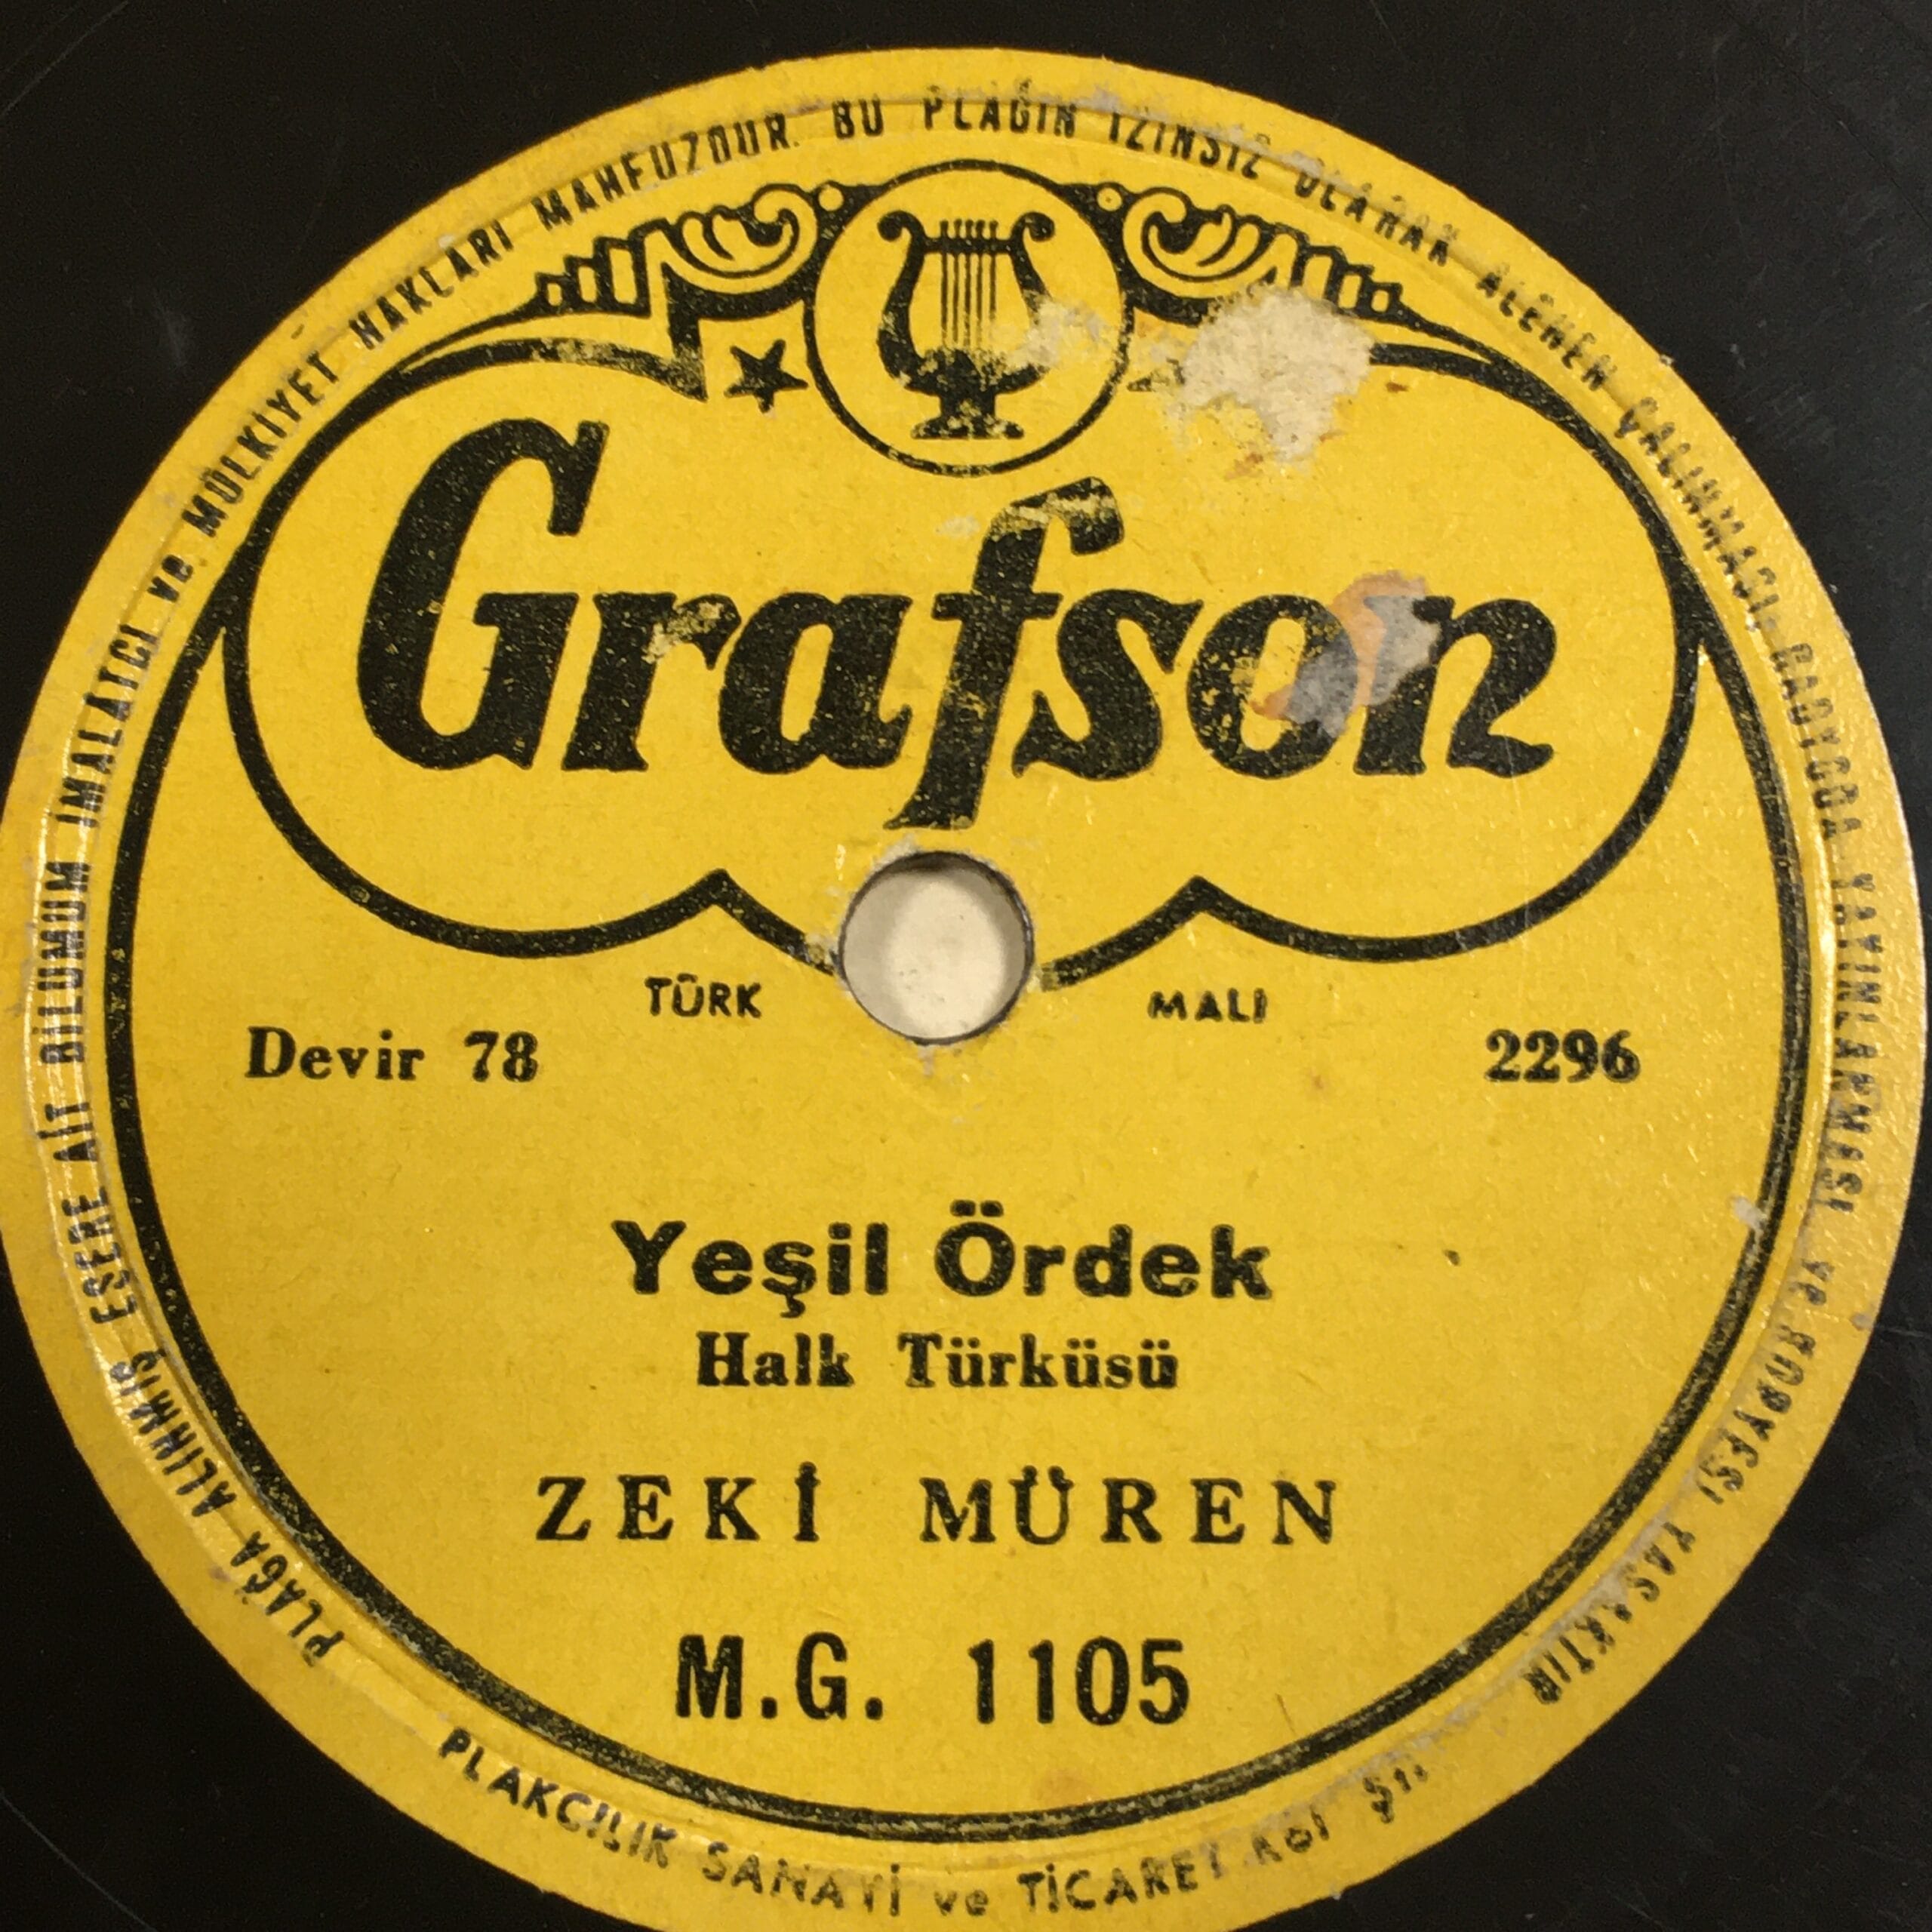 PLAĞA ALINMIŞ ESERE AİT BİLUMUM İMALATCI ve MÜLKİYET HAKLARI MAHFUZDUR. BU PLAĞIN İZİNSİZ OLARAK ALENEN ÇALINMASI, RADYODA YAYINLANMASI ve KOPYESİ YASAKTIR
Grafson
TÜRK MALI
Devir 78 2296
Yeşil Ördek
Halk Türküsü
ZEKİ MÜREN
M.G. 1105
PLAKCILIK SANAYİ ve TİCARET Kol Şti